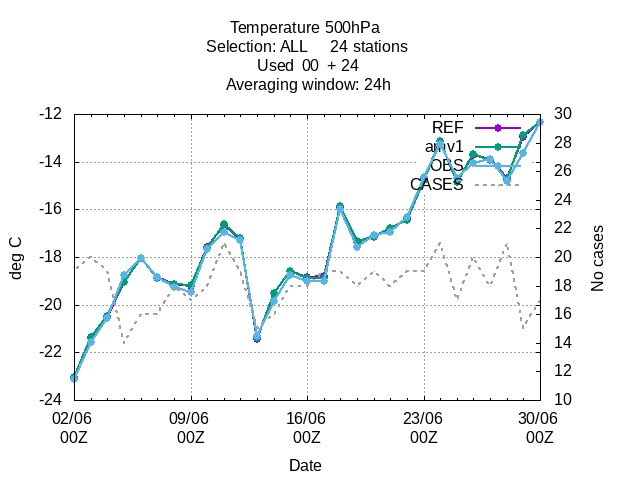 Temperature 500hPa
Selection: ALL 24 stations
Used 00 + 24
Averaging window: 24h
-12
-14
-16
-18
-20
-22
-24
deg C
30
28
26
24
22
20
18
16
14
12
10
No cases
REF
amv1
OBS
CASES
02/06 09/06 16/06 23/06 30/06
00Z 00Z 00Z 00Z 00Z
Date